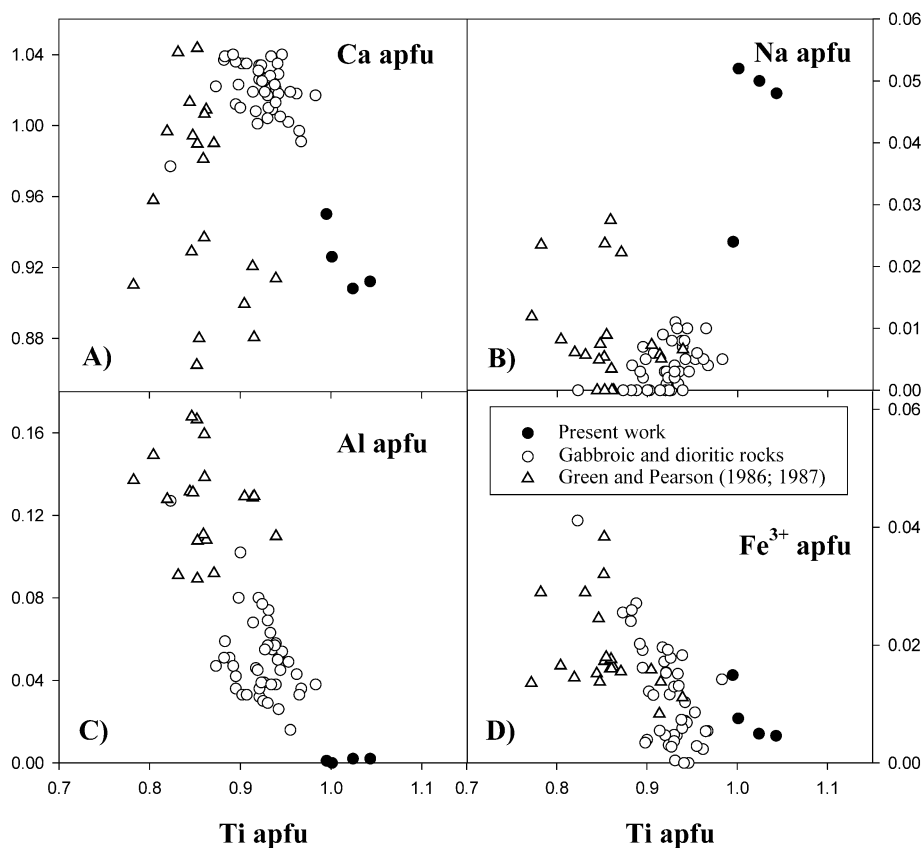 0.06
1.04
Ca apfu
Na apfu
0.05
1.00
0.04
0.96
0.03
0.92
0.02
0.88
0.01
A)
B)
0.00
0.06
0.16
Al apfu
Present work
Gabbroic and dioritic rocks
Green and Pearson (1986; 1987)
0.12
0.04
Fe3+ apfu
0.08
0.02
0.04
C)
D)
0.00
0.00
0.7 0.8 0.9 1.0 1.1 0.7 0.8 0.9 1.0 1.1
Ti apfu
Ti apfu